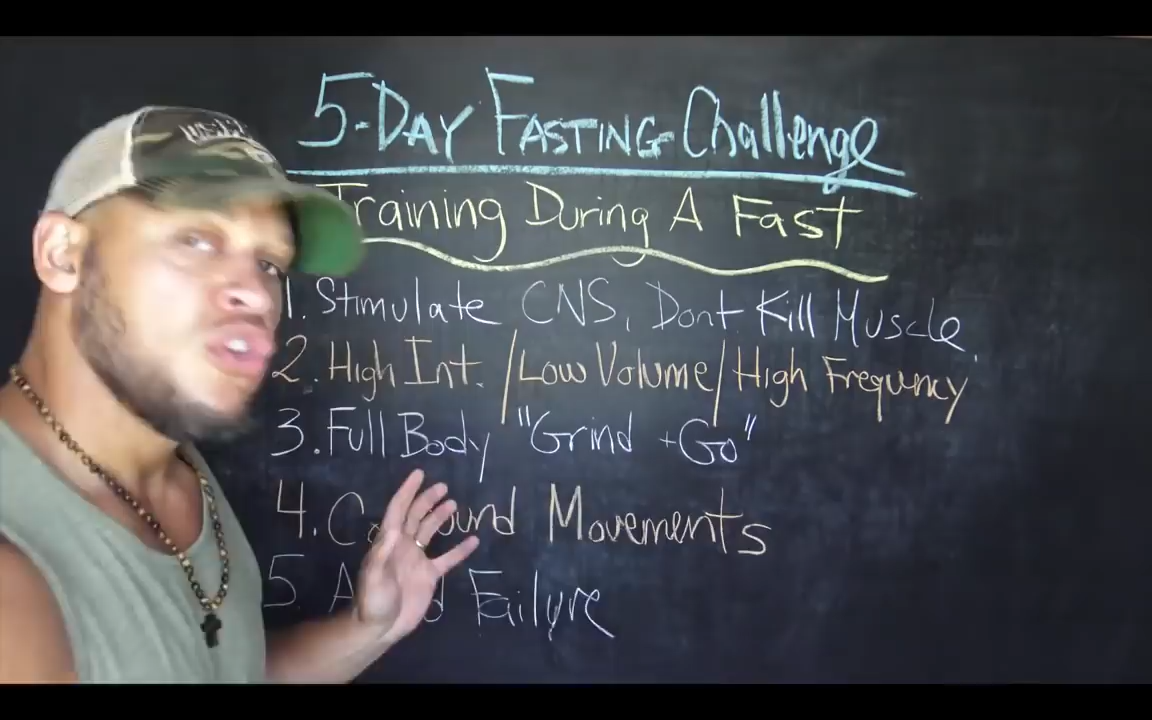 5-DAY FASTING Challenge
Training During A Fast
1. Stimulate CNS, Dont Kill Muscle.
2. High Int. / Low Volume / High Frequency
3. Full Body "Grind + Go"
4. Movements
5. Failure